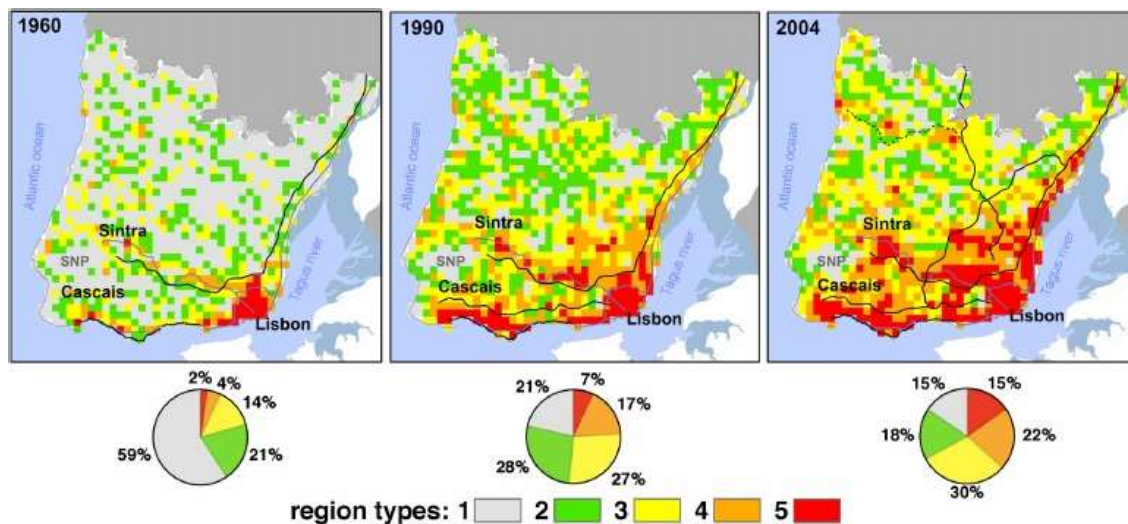 1960
Atlantic ocean
Sintra
SNP
Cascais
Lisbon
Tagus river
1990
Atlantic ocean
Sintra
SNP
Cascais
Lisbon
Tagus river
2004
Atlantic ocean
Sintra
SNP
Cascais
Lisbon
Tagus river
2%
4%
14%
21%
59%
7%
17%
27%
28%
21%
15%
22%
30%
18%
15%
region types: 1 2 3 4 5